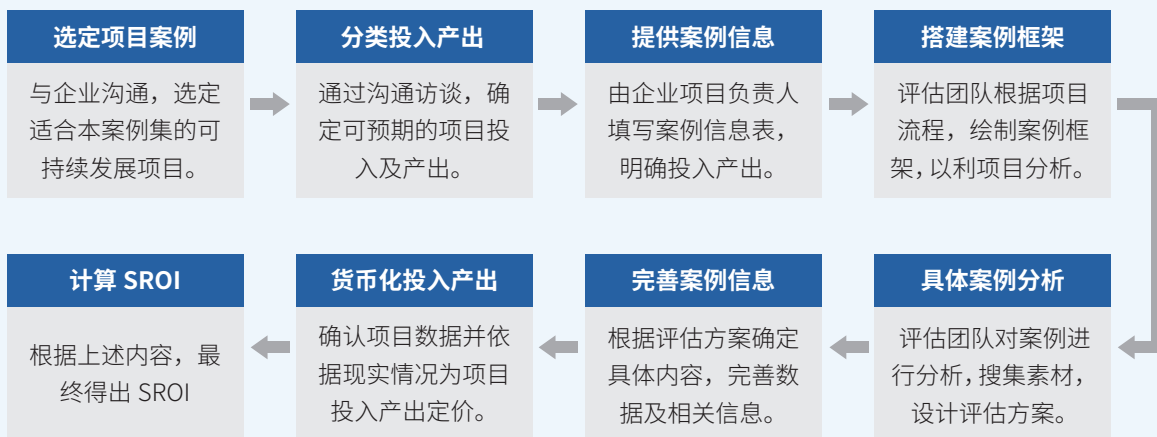 选定项目案例
与企业沟通，选定
适合本案例集的可
持续发展项目。
分类投入产出
通过沟通访谈，确
定可预期的项目投
入及产出。
提供案例信息
由企业项目负责人
填写案例信息表，
明确投入产出。
搭建案例框架
评估团队根据项目
流程，绘制案例框
架，以利项目分析。
具体案例分析
评估团队对案例进
行分析，搜集素材，
设计评估方案。
完善案例信息
根据评估方案确定
具体内容，完善数
据及相关信息。
货币化投入产出
确认项目数据并依
据现实情况为项目
投入产出定价。
计算 SROI
根据上述内容，最
终得出 SROI